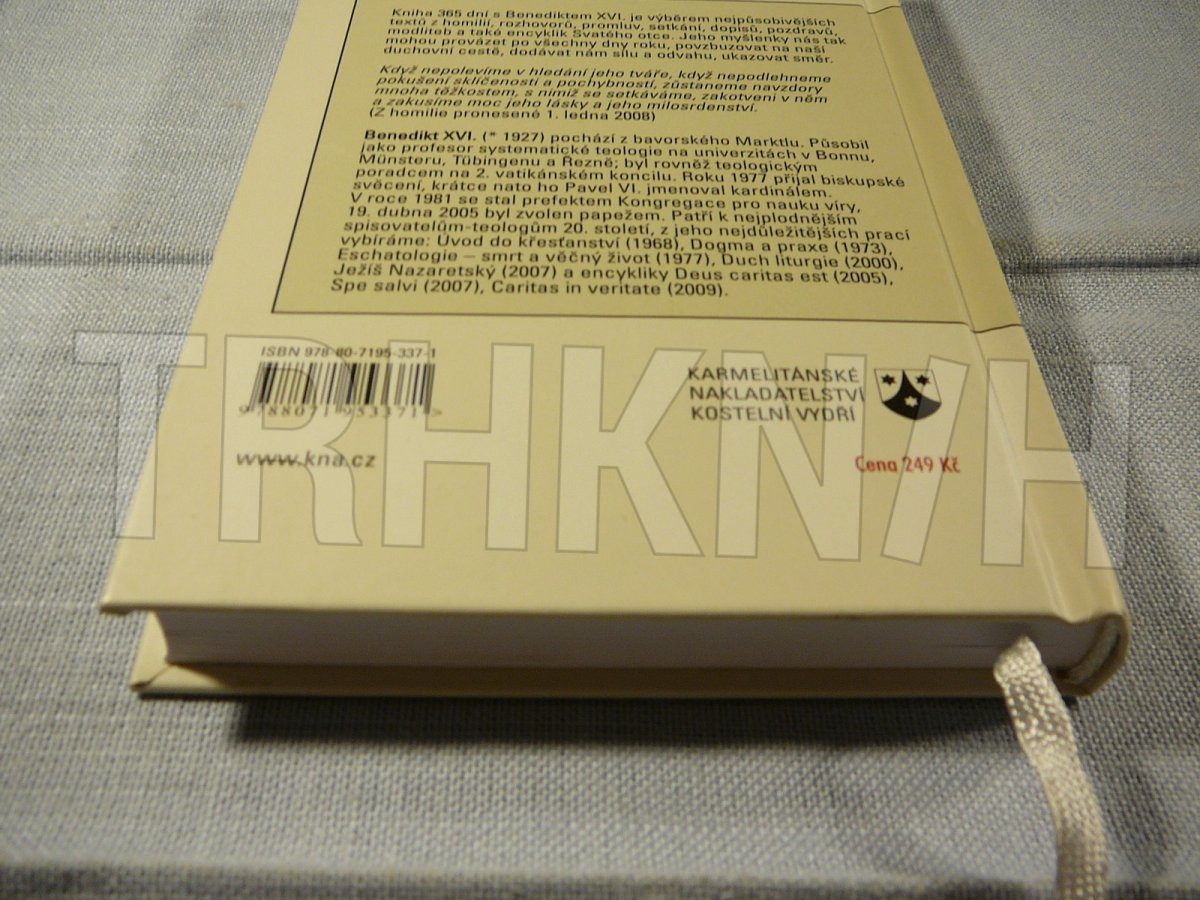 Kniha 365 dní s Benediktem XVI. je výběrem nejpůsobivějších
textů z homilií, rozhovorů, promluv, setkání, dopisů, pozdravů,
modliteb a také encyklik Svatého otce. Jeho myšlenky nás tak
mohou provázet po všechny dny roku, povzbuzovat na naší
duchovní cestě, dodávat nám sílu a odvahu, ukazovat směr.
Když nepolevíme v hledání jeho tváře, když nepodlehneme
pokušení sklíčenosti a pochybností, zůstaneme navzdory
mnoha těžkostem, s nimiž se setkáváme, zakotveni v něm
a zakusíme moc jeho lásky a jeho milosrdenství.
(Z homilie pronesené 1. ledna 2008)
Benedikt XVI. (* 1927) pochází z bavorského Marktlu. Působil
jako profesor systematické teologie na univerzitách v Bonnu,
Münsteru, Tübingenu a Řezně; byl rovněž teologickým
poradcem na 2. vatikánském koncilu. Roku 1977 přijal biskupské
svěcení, krátce nato ho Pavel VI. jmenoval kardinálem.
V roce 1981 se stal prefektem Kongregace pro nauku víry,
19. dubna 2005 byl zvolen papežem. Patří k nejplodnějším
spisovatelům-teologům 20. století, z jeho nejdůležitějších prací
vybíráme: Úvod do křesťanství (1968), Dogma a praxe (1973),
Eschatologie – smrt a věčný život (1977), Duch liturgie (2000),
Ježíš Nazaretský (2007) a encykliky Deus caritas est (2005),
Spe salvi (2007), Caritas in veritate (2009).
ISBN 978-80-7195-337-1
9 788071 953371 >
www.kna.cz
KARMELITÁNSKÉ
NAKLADATELSTVÍ
KOSTELNÍ VYDŘÍ
Cena 249 Kč
TRHKNIH